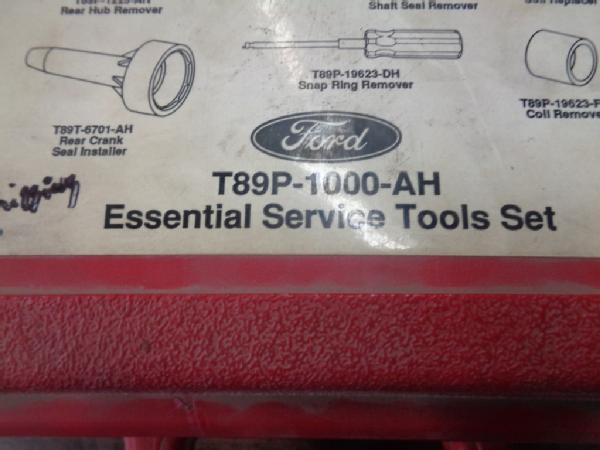 Rear Hub Remover
Shaft Seal Remover
T89P-19623-DH
Snap Ring Remover
T89P-19623-
Coil Remove
T89T-6701-AH
Rear Crank
Seal Installer
Ford
T89P-1000-AH
Essential Service Tools Set